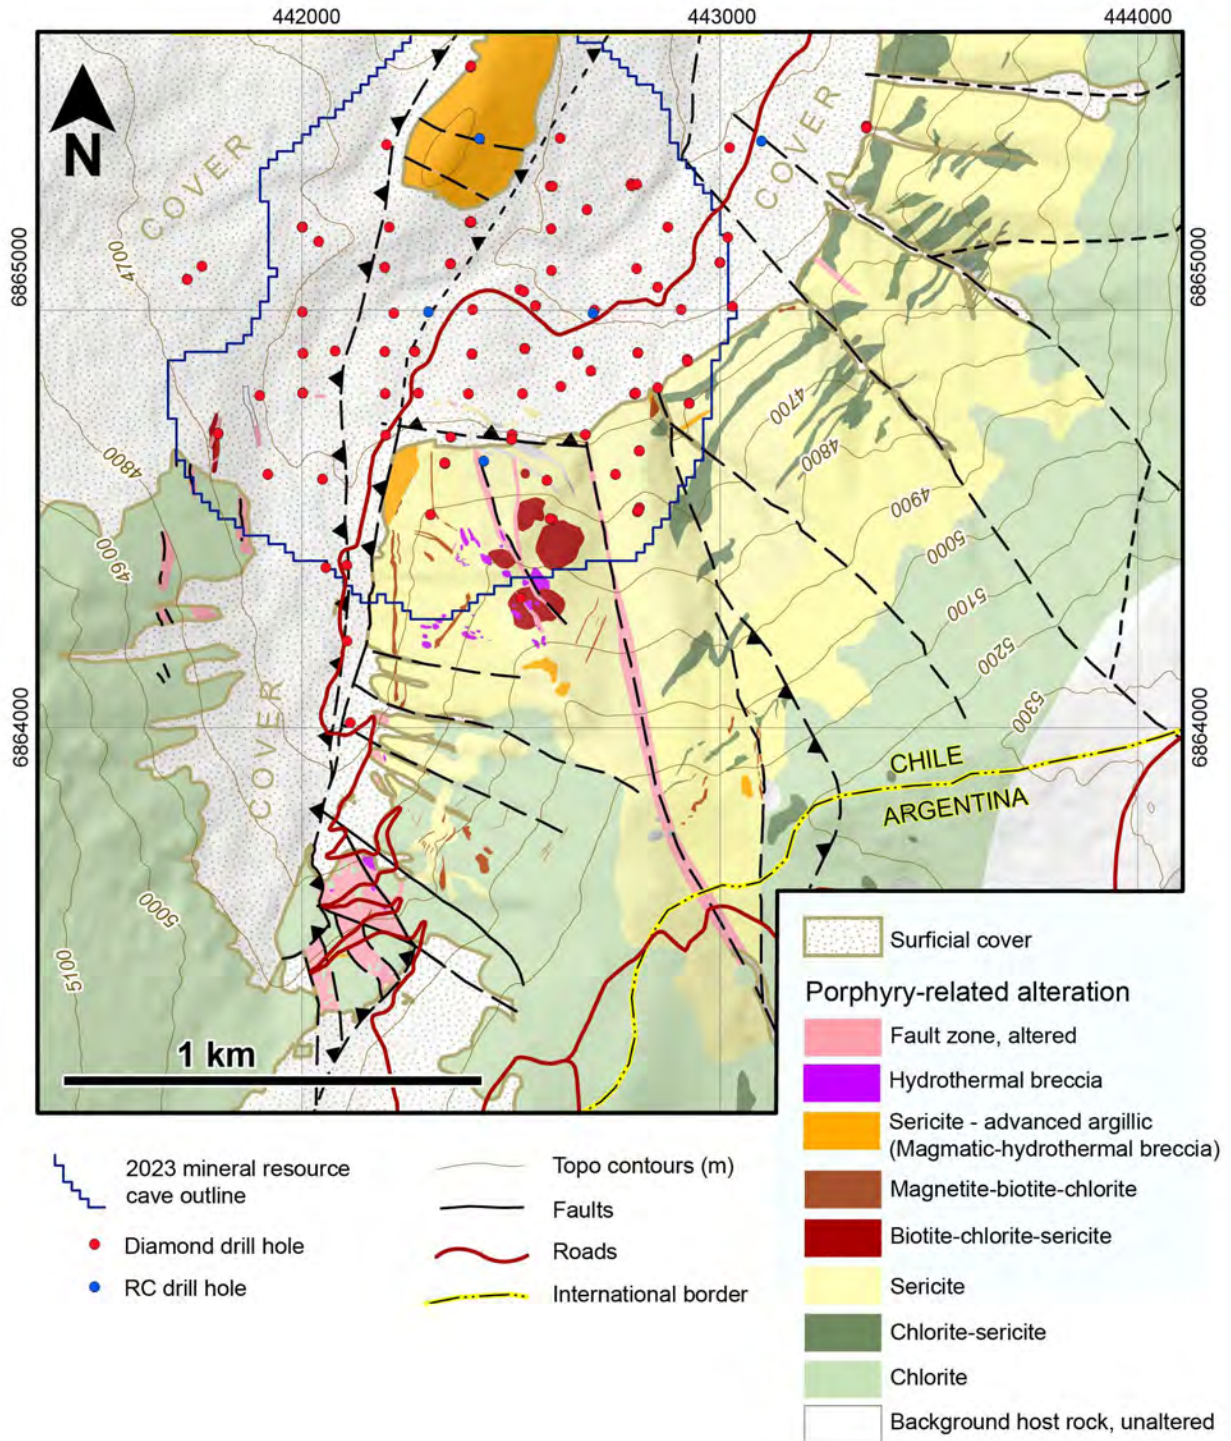 442000
443000
444000
N
COVER
COVER
6865000
6865000
4700
4700
4800
4800
4900
4900
5000
5100
5200
5300
COVER
6864000
6864000
CHILE
ARGENTINA
5000
5100
1 km
Surficial cover
Porphyry-related alteration
Fault zone, altered
Hydrothermal breccia
Sericite - advanced argillic
(Magmatic-hydrothermal breccia)
Magnetite-biotite-chlorite
Biotite-chlorite-sericite
Sericite
Chlorite-sericite
Chlorite
Background host rock, unaltered
2023 mineral resource
cave outline
Diamond drill hole
RC drill hole
Topo contours (m)
Faults
Roads
International border